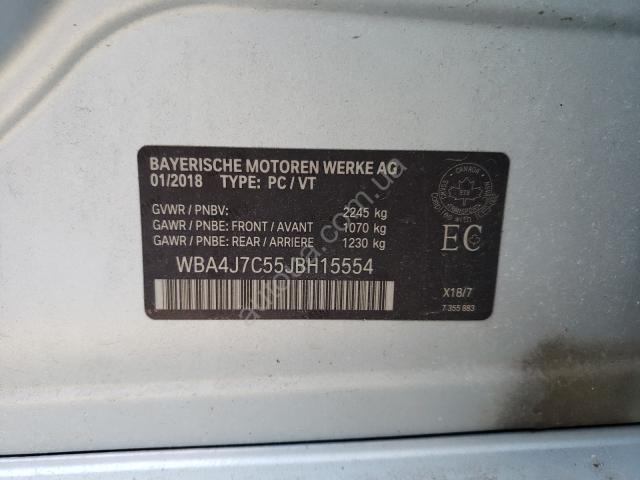 BAYERISCHE MOTOREN WERKE AG
01/2018 TYPE: PC / VT
GVWR / PNBV: 2245 kg
GAWR / PNBE: FRONT / AVANT 1070 kg
GAWR / PNBE: REAR / ARRIERE 1230 kg
WBA4J7C55JBH15554
CANADA
EC
X18/7
7 355 883